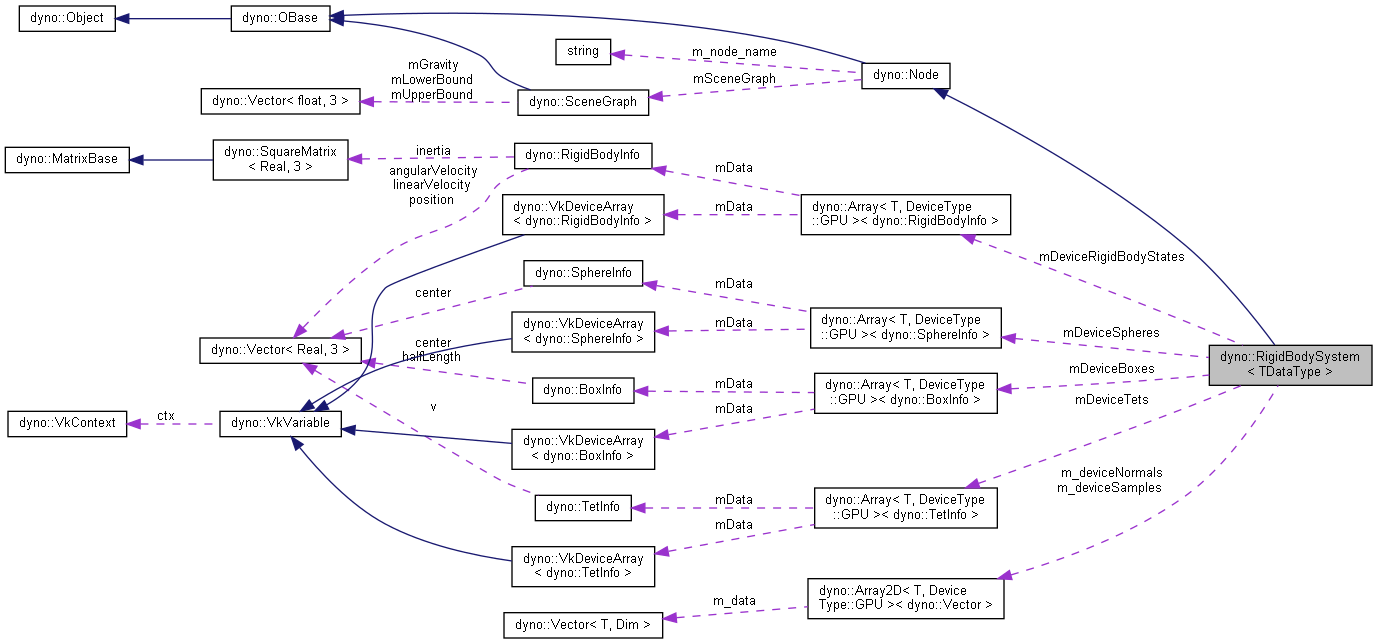 dyno::Object
dyno::OBase
string
m_node_name
dyno::Node
mSceneGraph
mGravity
mLowerBound
mUpperBound
dyno::Vector< float, 3 >
dyno::SceneGraph
dyno::MatrixBase
dyno::SquareMatrix
< Real, 3 >
inertia
dyno::RigidBodyInfo
angularVelocity
linearVelocity
position
mData
dyno::VkDeviceArray
< dyno::RigidBodyInfo >
mData
dyno::Array< T, DeviceType
::GPU >< dyno::RigidBodyInfo >
mDeviceRigidBodyStates
dyno::SphereInfo
center
mData
dyno::VkDeviceArray
< dyno::SphereInfo >
mData
dyno::Array< T, DeviceType
::GPU >< dyno::SphereInfo >
mDeviceSpheres
dyno::Vector< Real, 3 >
center
halfLength
dyno::BoxInfo
mData
dyno::Array< T, DeviceType
::GPU >< dyno::BoxInfo >
mDeviceBoxes
dyno::RigidBodySystem
< TDataType >
mData
mDeviceTets
v
dyno::VkContext
ctx
dyno::VkVariable
dyno::VkDeviceArray
< dyno::BoxInfo >
dyno::TetInfo
mData
dyno::Array< T, DeviceType
::GPU >< dyno::TetInfo >
m_deviceNormals
m_deviceSamples
mData
dyno::VkDeviceArray
< dyno::TetInfo >
dyno::Vector< T, Dim >
m_data
dyno::Array2D< T, Device
Type::GPU >< dyno::Vector >